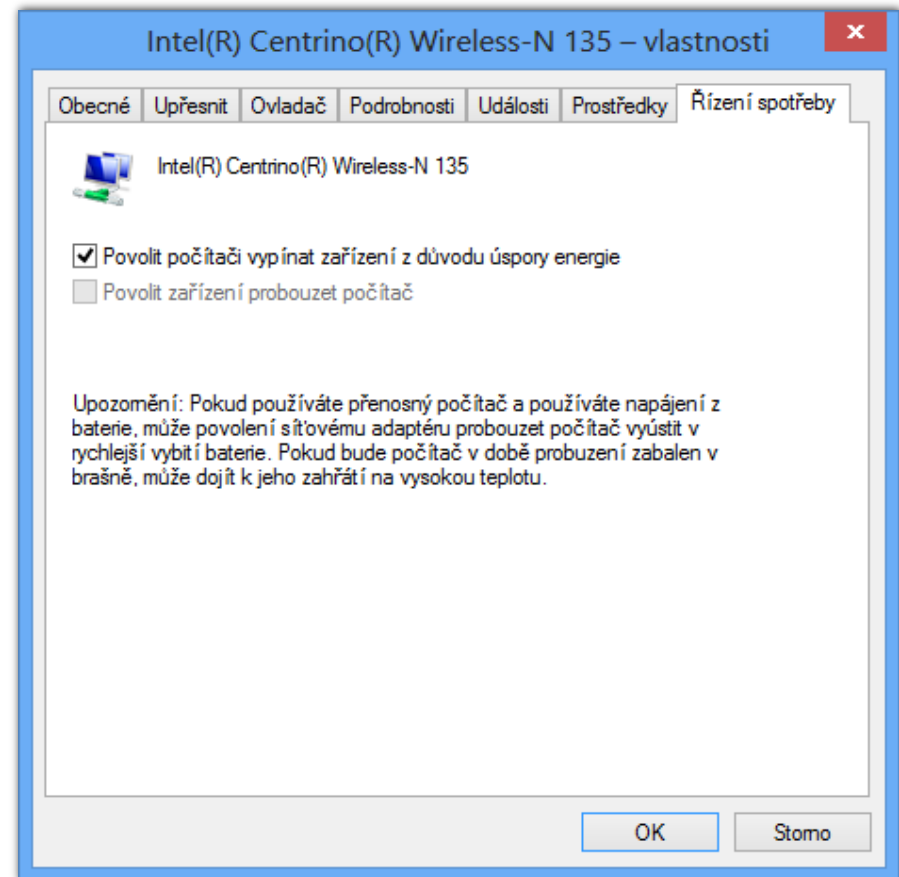 Intel(R) Centrino(R) Wireless-N 135 – vlastnosti
Obecné Upřesnit Ovladač Podrobnosti Události Prostředky Řízení spotřeby
Intel(R) Centrino(R) Wireless-N 135
Povolit počítači vypínat zařízení z důvodu úspory energie
Povolit zařízení probouzet počítač
Upozornění: Pokud používáte přenosný počítač a používáte napájení z
baterie, může povolení síťovému adaptéru probouzet počítač vyústit v
rychlejší vybití baterie. Pokud bude počítač v době probuzení zabalen v
brašně, může dojít k jeho zahřátí na vysokou teplotu.
OK Storno